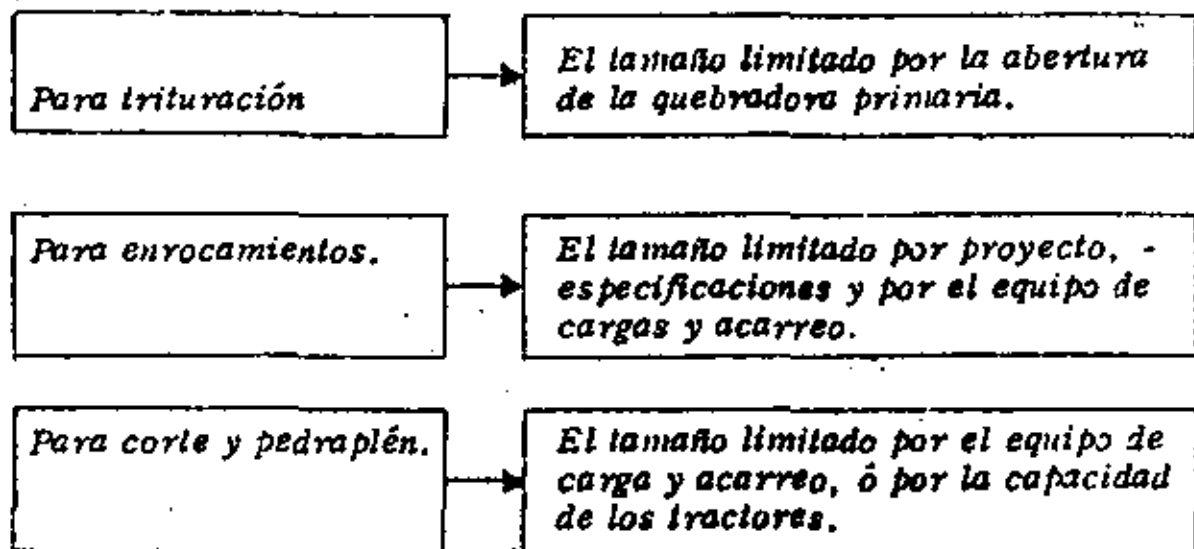 Para trituración
El tamaño limitado por la abertura
de la quebradora primaria.
Para enrocamientos.
El tamaño limitado por proyecto, -
especificaciones y por el equipo de
cargas y acarreo.
Para corte y pedraplén.
El tamaño limitado por el equipo de
carga y acarreo, ó por la capacidad
de los tractores.